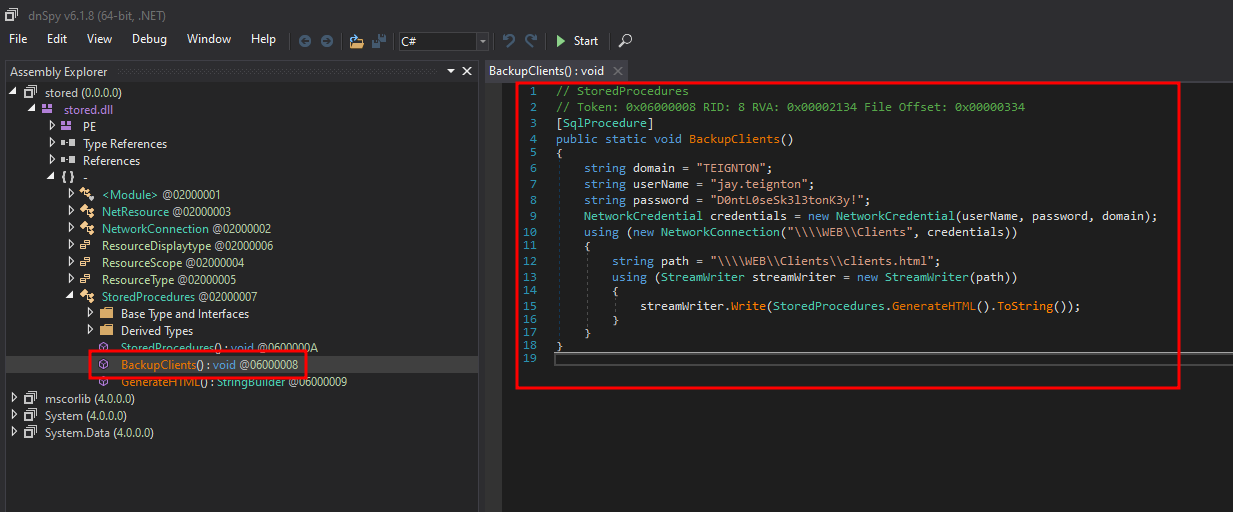 dnSpy v6.1.8 (64-bit, .NET)
File Edit View Debug Window Help C# Start
Assembly Explorer
stored (0.0.0.0)
stored.dll
PE
Type References
References
{ } -
<Module> @02000001
NetResource @02000003
NetworkConnection @02000002
ResourceDisplaytype @02000006
ResourceScope @02000004
ResourceType @02000005
StoredProcedures @02000007
Base Type and Interfaces
Derived Types
StoredProcedures() : void @0600000A
BackupClients() : void @06000008
GenerateHTML() : StringBuilder @06000009
mscorlib (4.0.0.0)
System (4.0.0.0)
System.Data (4.0.0.0)
BackupClients() : void
1 // StoredProcedures
2 // Token: 0x06000008 RID: 8 RVA: 0x00002134 File Offset: 0x00000334
3 [SqlProcedure]
4 public static void BackupClients()
5 {
6 string domain = "TEIGNTON";
7 string userName = "jay.teignton";
8 string password = "D0ntL0seSk3l3tonK3y!";
9 NetworkCredential credentials = new NetworkCredential(userName, password, domain);
10 using (new NetworkConnection("\\\\WEB\\Clients", credentials))
11 {
12 string path = "\\\\WEB\\Clients\\clients.html";
13 using (StreamWriter streamWriter = new StreamWriter(path))
14 {
15 streamWriter.Write(StoredProcedures.GenerateHTML().ToString());
16 }
17 }
18 }
19